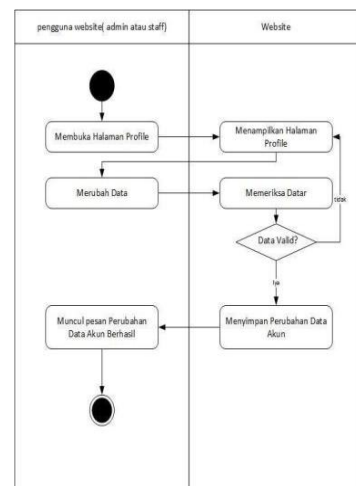 pengguna website( admin atau staff)
Website
Membuka Halaman Profile
Menampilkan Halaman
Profile
Merubah Data
Memeriksa Datar
tidak
Data Valid?
Iya
Muncul pesan Perubahan
Data Akun Berhasil
Menyimpan Perubahan Data
Akun